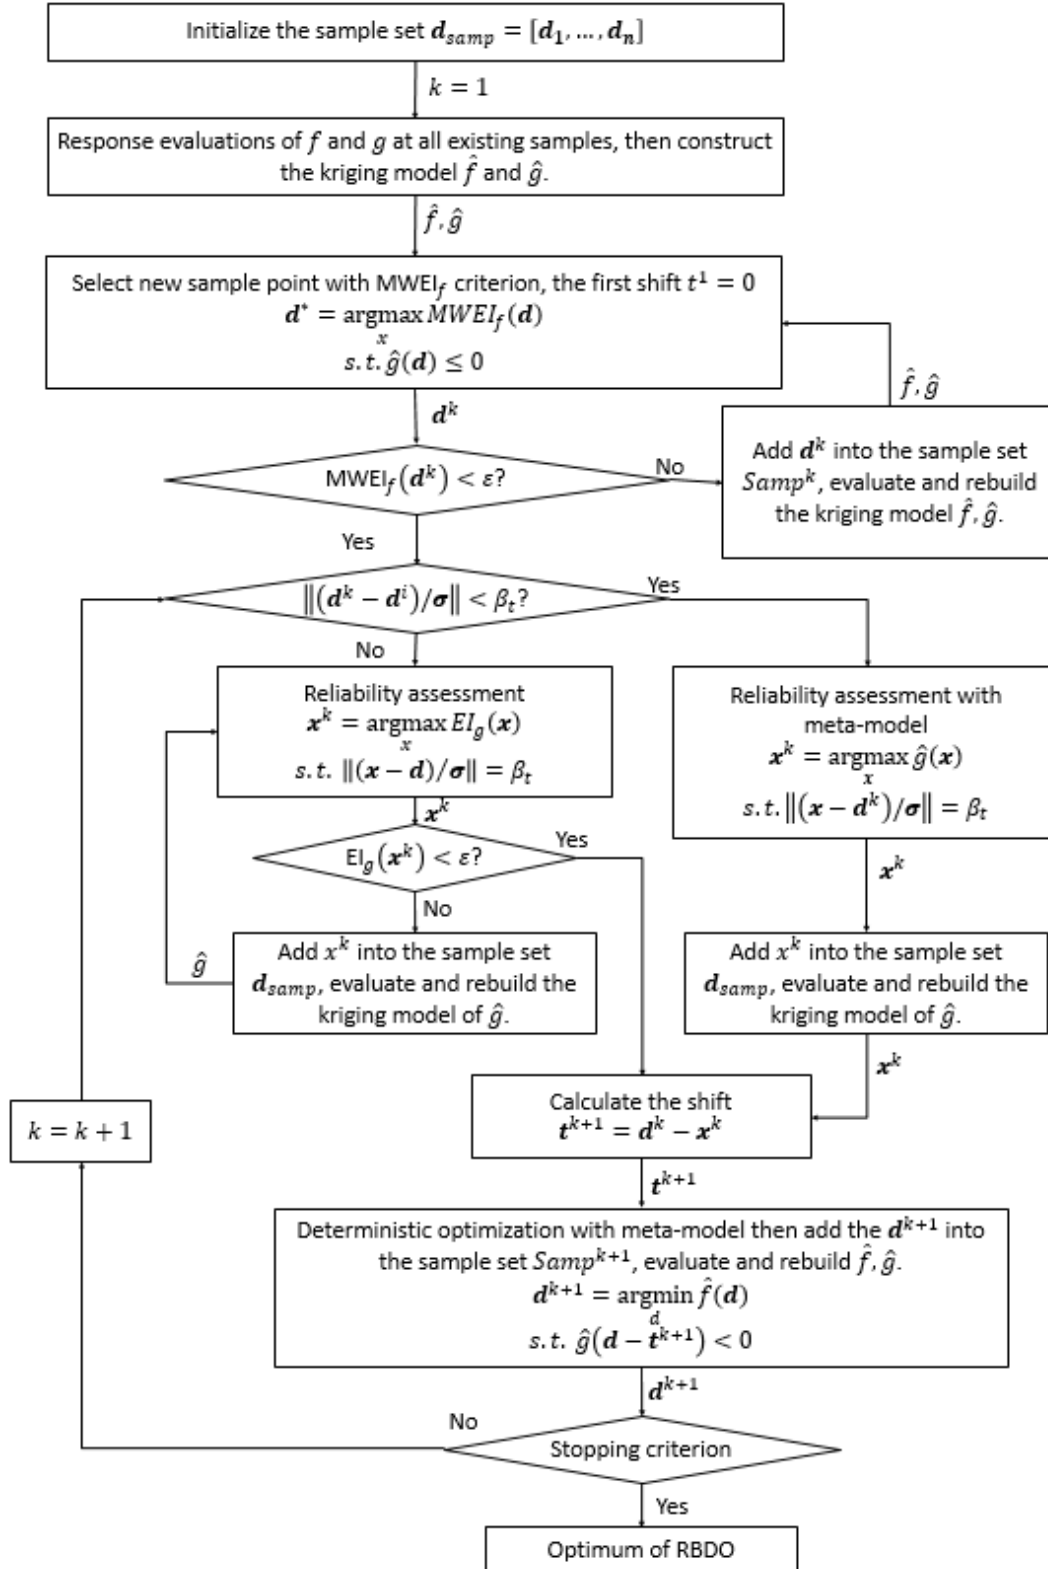 Initialize the sample set d_samp = [d_1, ..., d_n]
k = 1
Response evaluations of f and g at all existing samples, then construct
the kriging model f̂ and ĝ.
f̂, ĝ
Select new sample point with MWEI_f criterion, the first shift t^1 = 0
d^* = argmax MWEI_f(d)
x
s.t. ĝ(d) ≤ 0
f̂, ĝ
d^k
Add d^k into the sample set
Samp^k, evaluate and rebuild
the kriging model f̂, ĝ.
MWEI_f(d^k) < ε?
No
Yes
‖(d^k − d^i)/σ‖ < β_t?
Yes
No
Reliability assessment
x^k = argmax EI_g(x)
x
s.t. ‖(x − d)/σ‖ = β_t
Reliability assessment with
meta-model
x^k = argmax ĝ(x)
x
s.t. ‖(x − d^k)/σ‖ = β_t
x^k
EI_g(x^k) < ε?
Yes
x^k
No
Add x^k into the sample set
d_samp, evaluate and rebuild the
kriging model of ĝ.
ĝ
Add x^k into the sample set
d_samp, evaluate and rebuild the
kriging model of ĝ.
x^k
Calculate the shift
t^{k+1} = d^k − x^k
k = k + 1
t^{k+1}
Deterministic optimization with meta-model then add the d^{k+1} into
the sample set Samp^{k+1}, evaluate and rebuild f̂, ĝ.
d^{k+1} = argmin f̂(d)
d
s.t. ĝ(d − t^{k+1}) < 0
d^{k+1}
No
Stopping criterion
Yes
Optimum of RBDO